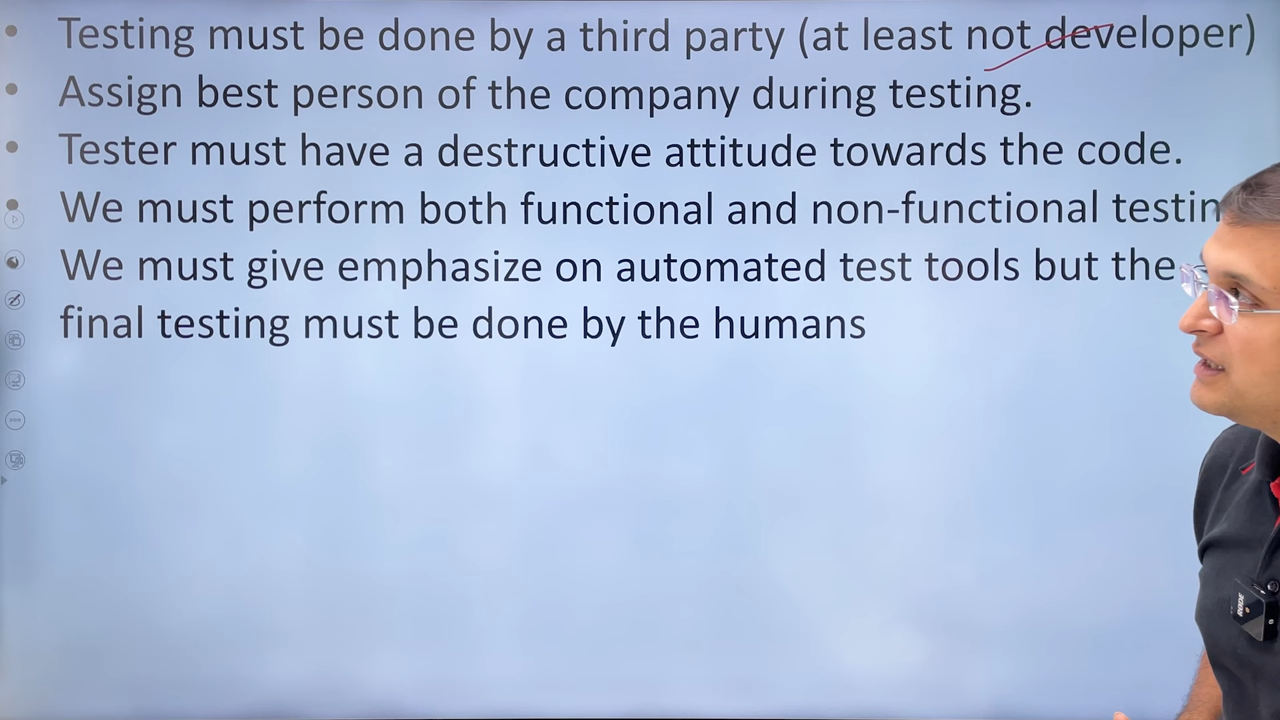 • Testing must be done by a third party (at least not developer)
• Assign best person of the company during testing.
• Tester must have a destructive attitude towards the code.
• We must perform both functional and non-functional testin
We must give emphasize on automated test tools but the
final testing must be done by the humans
RODE